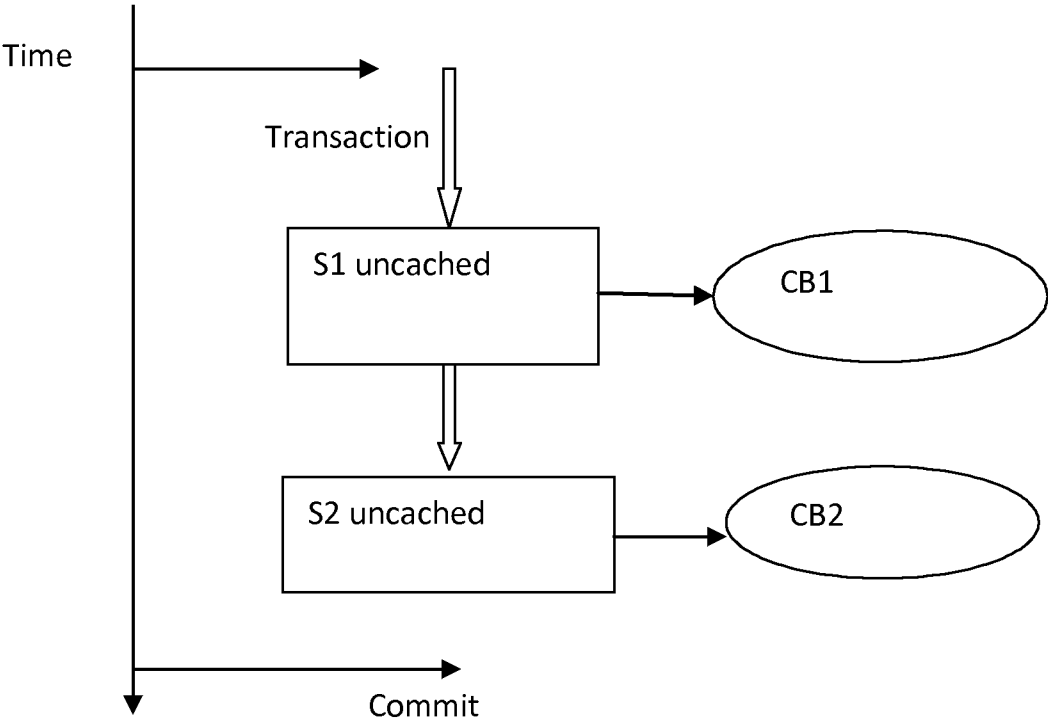 Time
Transaction
S1 uncached
CB1
S2 uncached
CB2
Commit